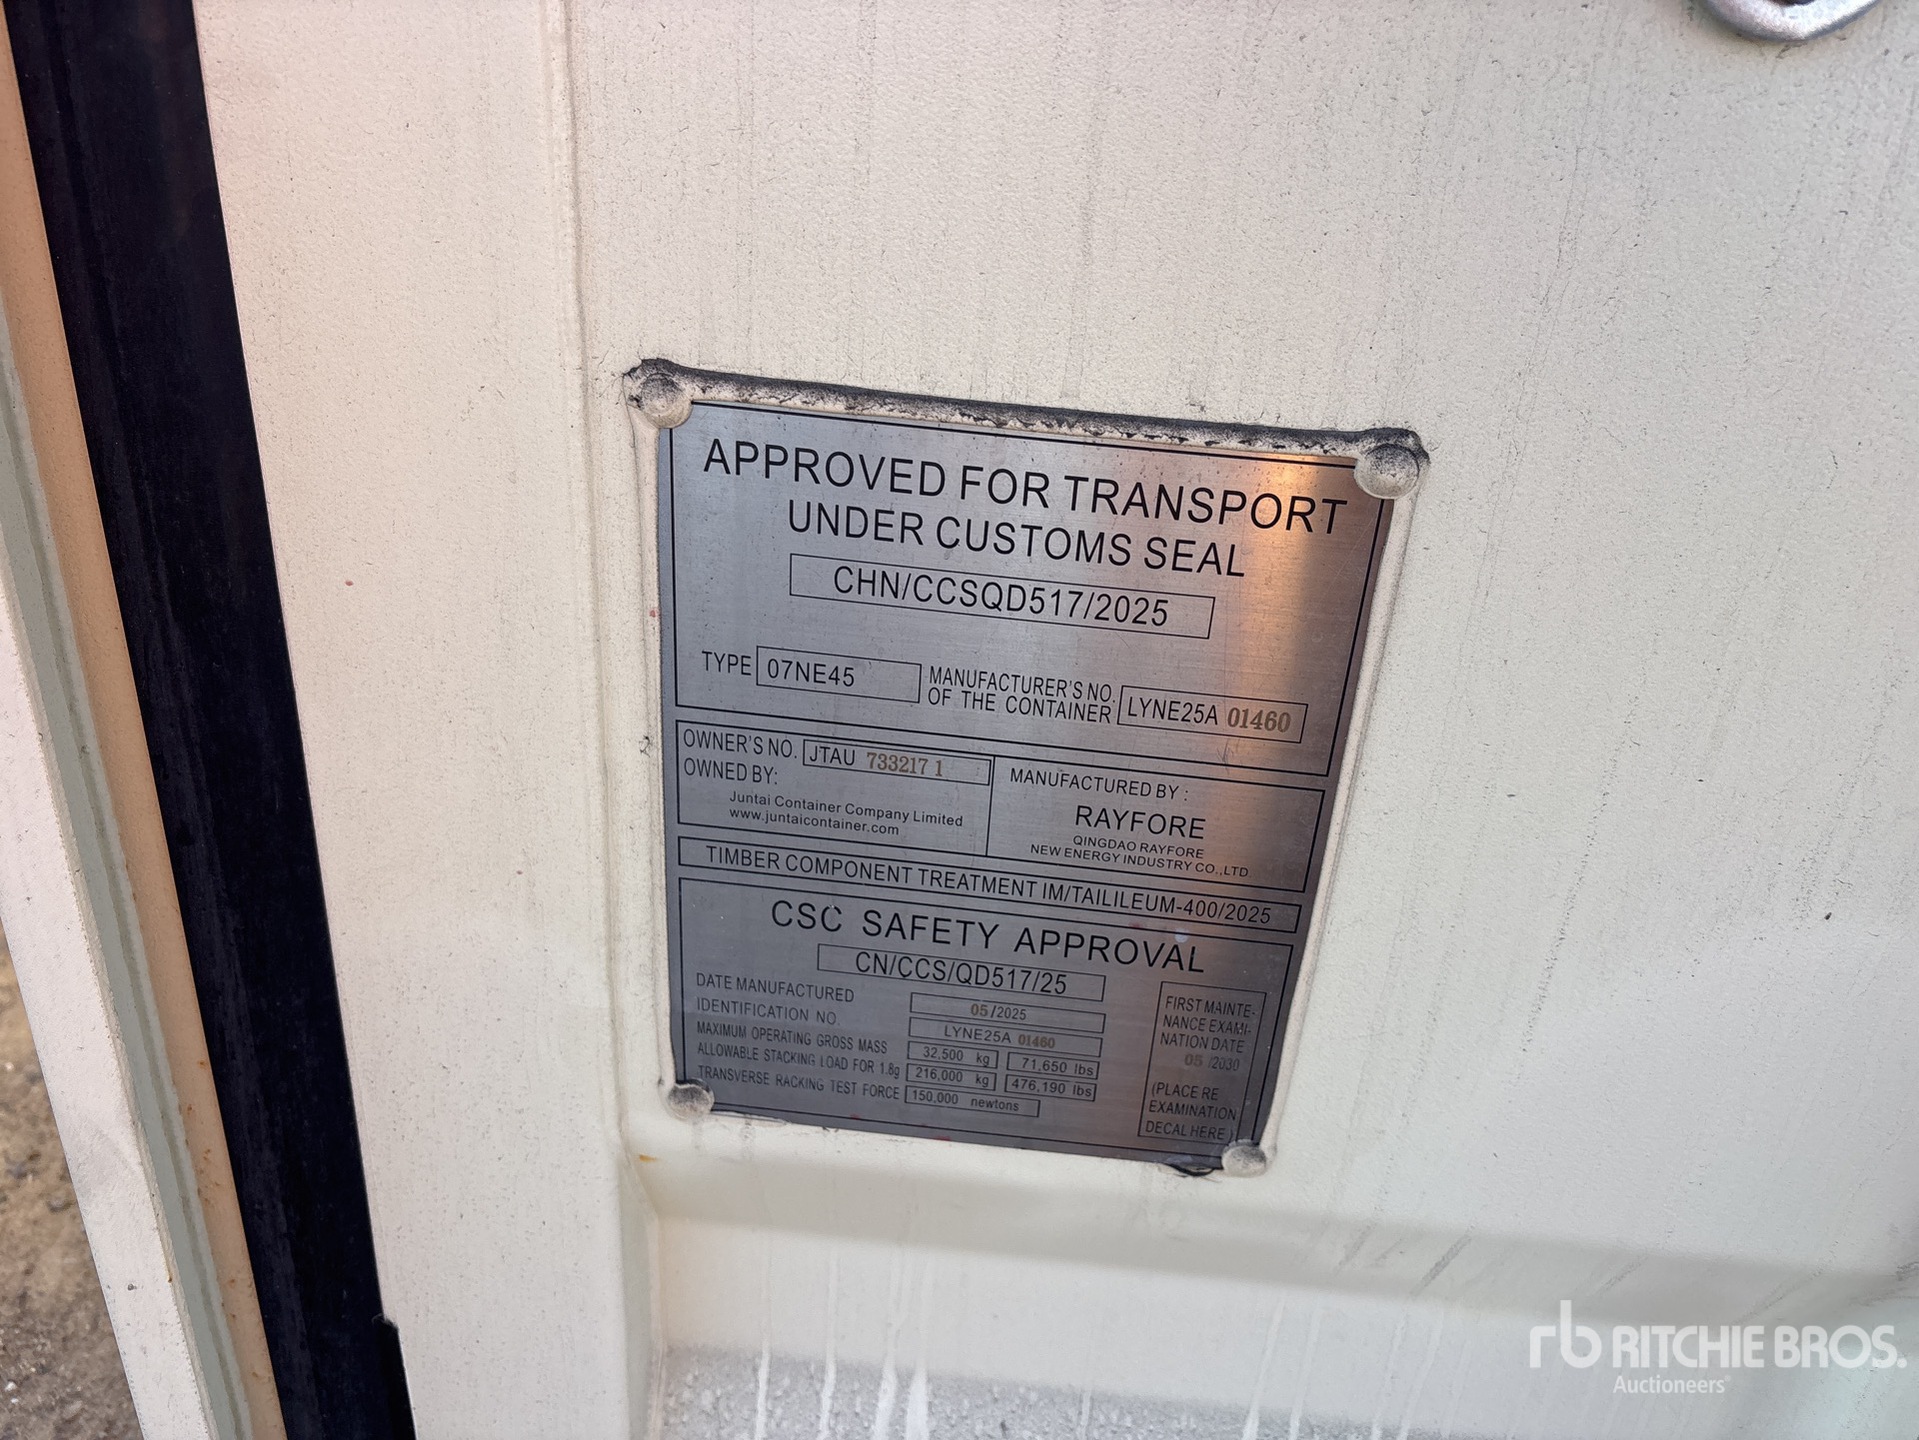 APPROVED FOR TRANSPORT
UNDER CUSTOMS SEAL
CHN/CCSQD517/2025
TYPE 07NE45 MANUFACTURER'S NO. OF THE CONTAINER LYNE25A 01460
OWNER'S NO. JTAU 733217 1
OWNED BY:
Juntai Container Company Limited
www.juntaicontainer.com
MANUFACTURED BY :
RAYFORE
QINGDAO RAYFORE
NEW ENERGY INDUSTRY CO.,LTD
TIMBER COMPONENT TREATMENT IM/TAILILEUM-400/2025
CSC SAFETY APPROVAL
CN/CCS/QD517/25
DATE MANUFACTURED 05/2025
IDENTIFICATION NO. LYNE25A 01460
MAXIMUM OPERATING GROSS MASS 32,500 kg 71,650 lbs
ALLOWABLE STACKING LOAD FOR 1.8g 216,000 kg 476,190 lbs
TRANSVERSE RACKING TEST FORCE 150,000 newtons
FIRST MAINTE-
NANCE EXAMI-
NATION DATE
05 /2030
(PLACE RE
EXAMINATION
DECAL HERE )
rb RITCHIE BROS.
Auctioneers